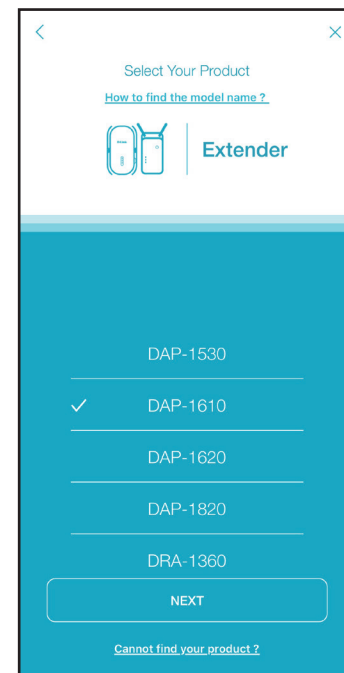 Select Your Product
How to find the model name ?
Extender
DAP-1530
DAP-1610
DAP-1620
DAP-1820
DRA-1360
NEXT
Cannot find your product ?